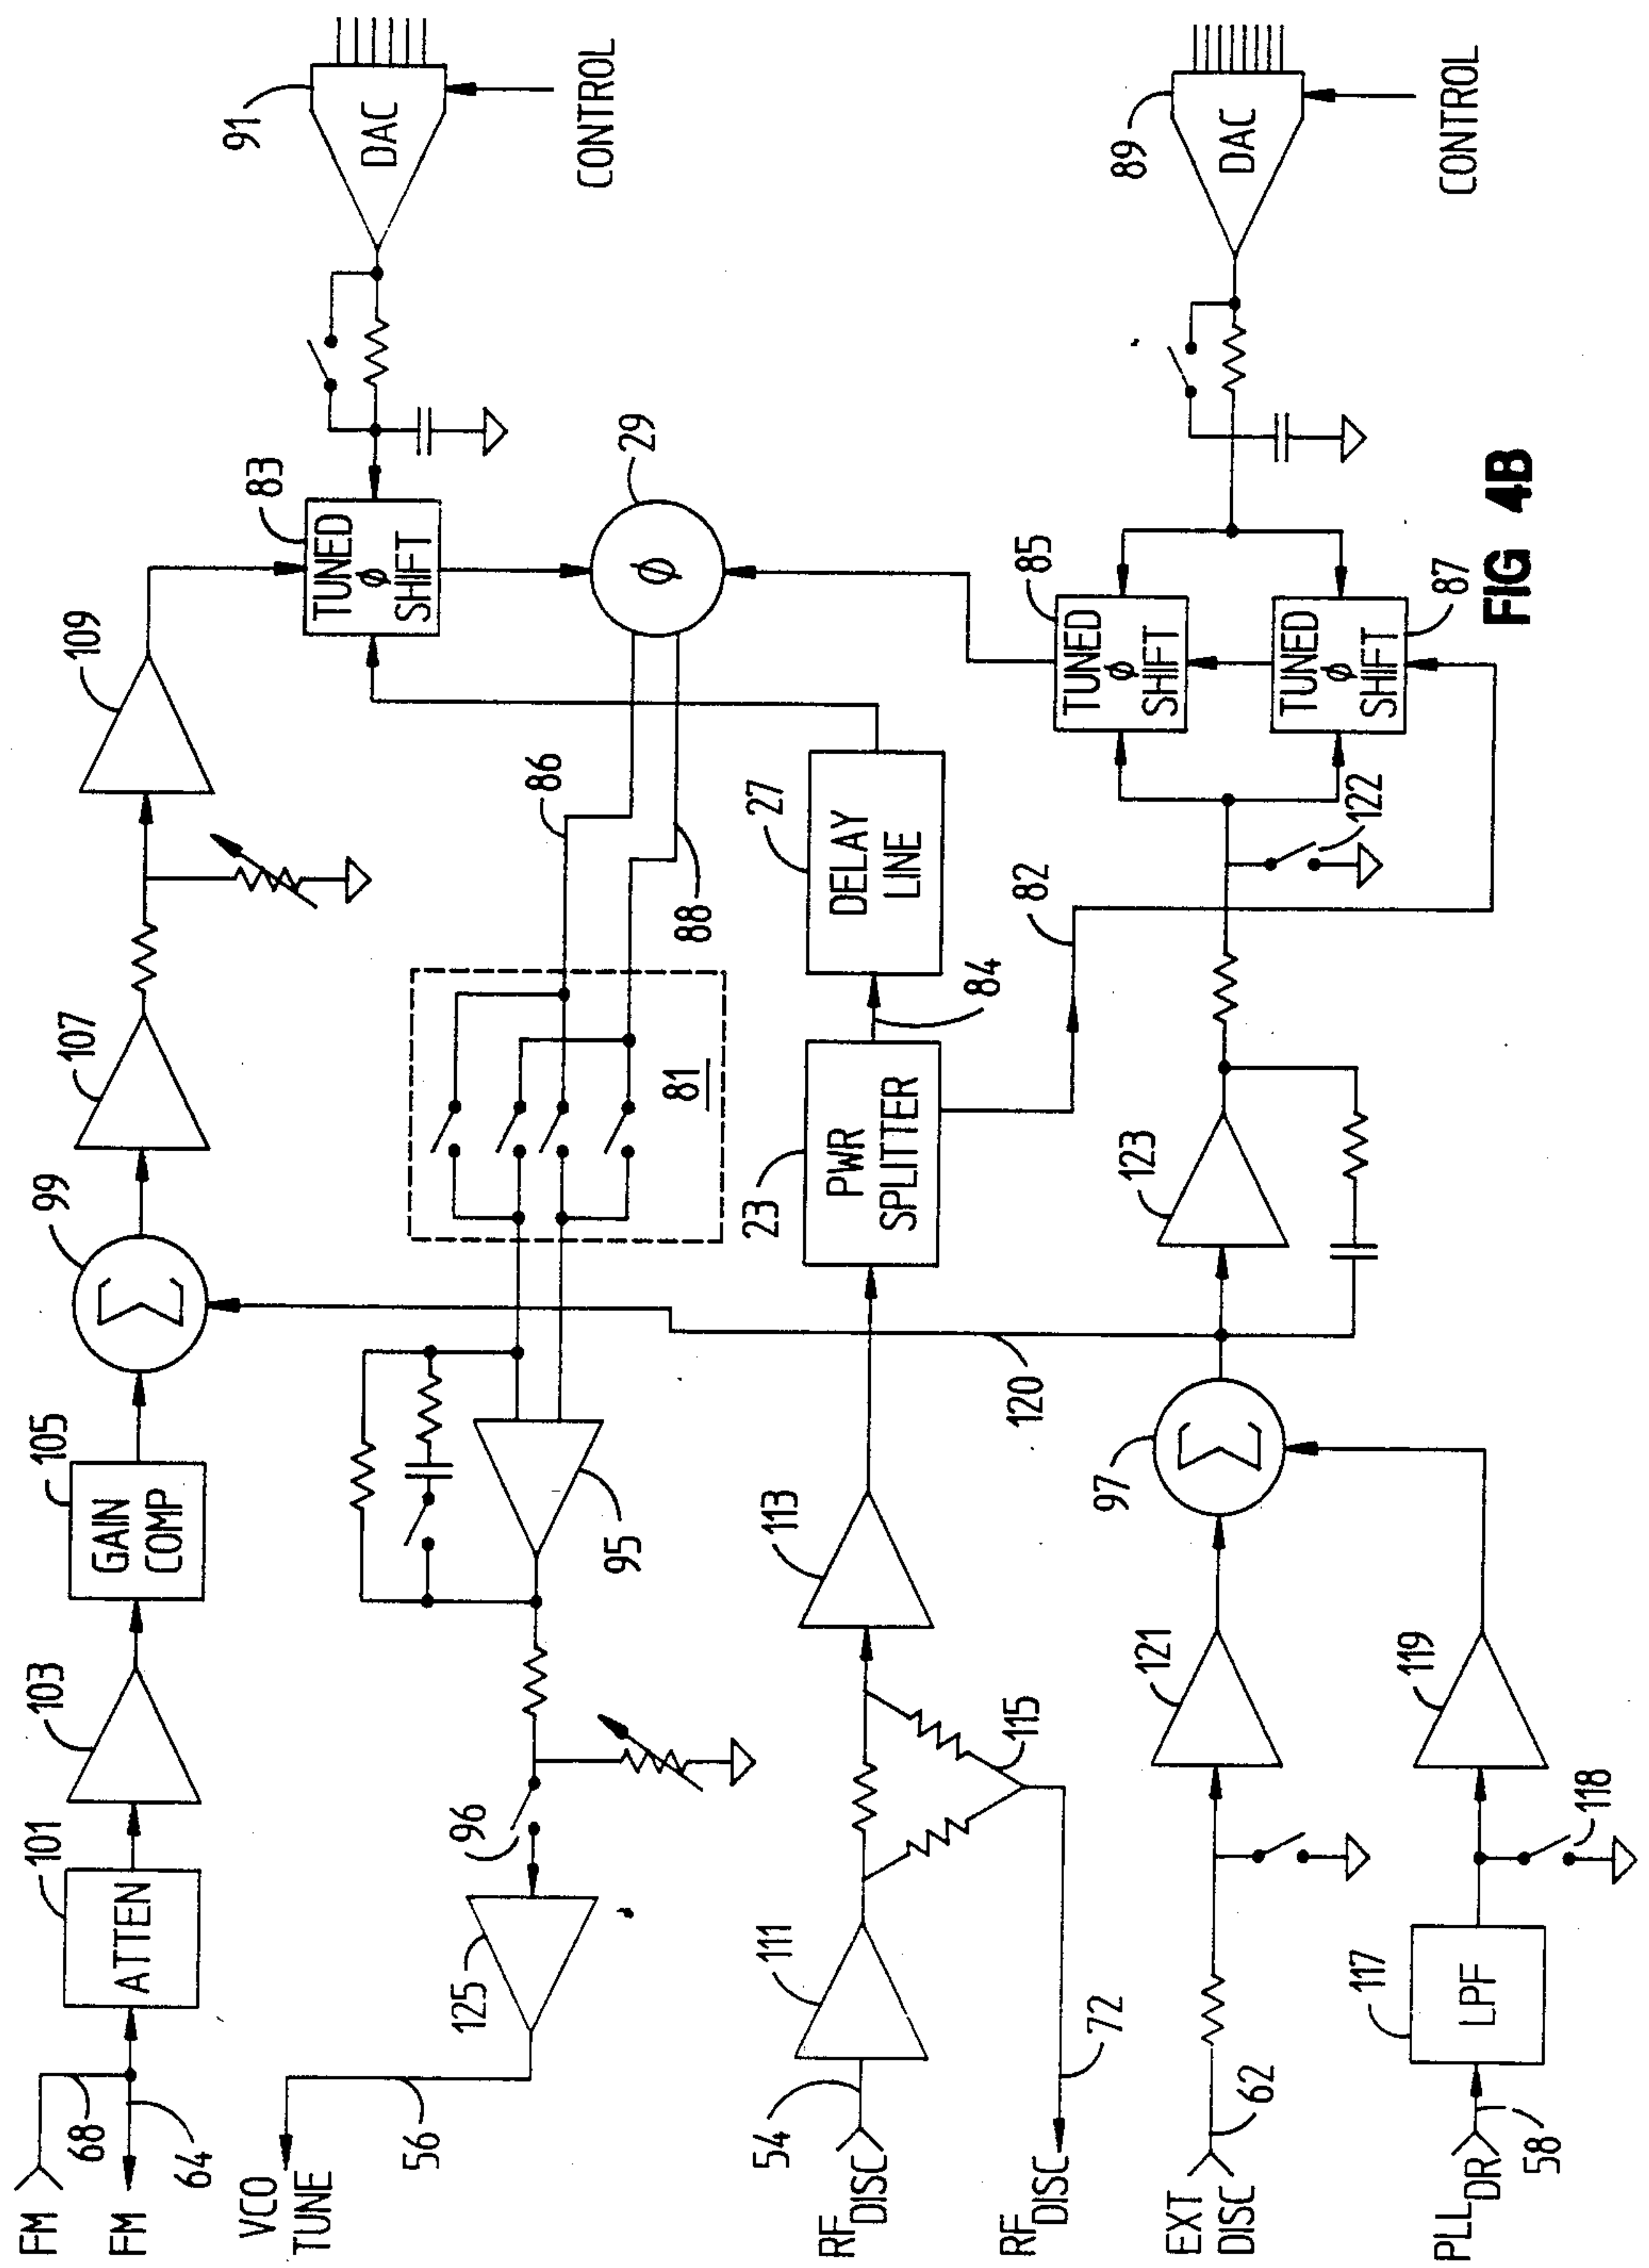 FM
68
FM
64
ATTEN
101
103
GAIN
COMP
105
Σ
99
107
109
TUNED
ϕ
SHIFT
83
DAC
91
CONTROL
VCO
TUNE
56
125
96
95
81
86
88
ϕ
29
RF DISC
54
111
RF DISC
72
115
113
PWR
SPLITTER
23
84
DELAY
LINE
27
82
EXT
DISC
62
121
Σ
97
120
123
122
TUNED
ϕ
SHIFT
85
TUNED
ϕ
SHIFT
87
DAC
89
CONTROL
PLL DR
58
LPF
117
118
119
FIG 4B